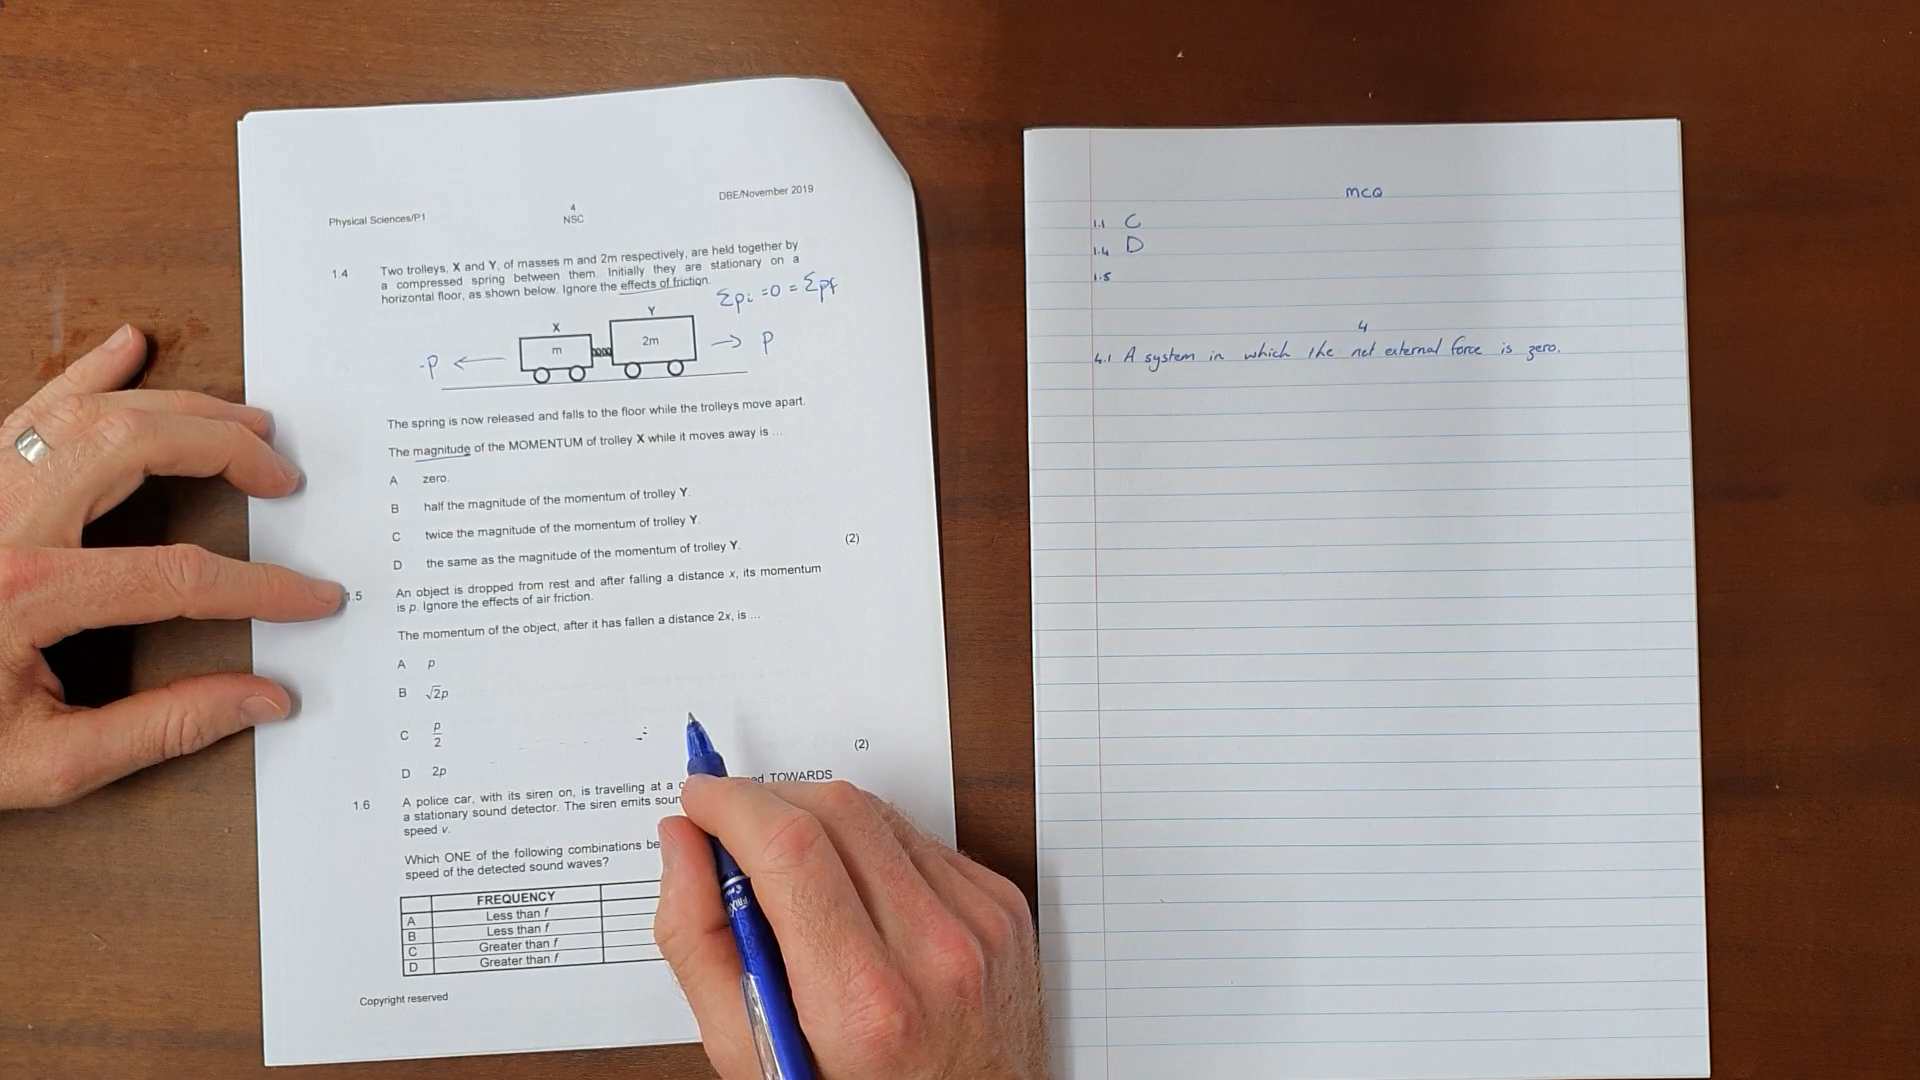 Physical Sciences/P1
4
NSC
DBE/November 2019
1.4 Two trolleys, X and Y, of masses m and 2m respectively, are held together by
a compressed spring between them. Initially they are stationary on a
horizontal floor, as shown below. Ignore the effects of friction.
Σpi = 0 = Σpf
X
Y
m
2m
-P ←
→ P
The spring is now released and falls to the floor while the trolleys move apart.
The magnitude of the MOMENTUM of trolley X while it moves away is ...
A zero.
B half the magnitude of the momentum of trolley Y.
C twice the magnitude of the momentum of trolley Y.
D the same as the magnitude of the momentum of trolley Y.
(2)
1.5 An object is dropped from rest and after falling a distance x, its momentum
is p. Ignore the effects of air friction.
The momentum of the object, after it has fallen a distance 2x, is ...
A p
B √2p
C p/2
D 2p
(2)
1.6 A police car, with its siren on, is travelling at a TOWARDS
a stationary sound detector. The siren emits
speed v.
Which ONE of the following combinations
speed of the detected sound waves?
FREQUENCY
A Less than f
B Less than f
C Greater than f
D Greater than f
Copyright reserved
MCQ
1.1 C
1.4 D
1.5
4
4.1 A system in which the net external force is zero.